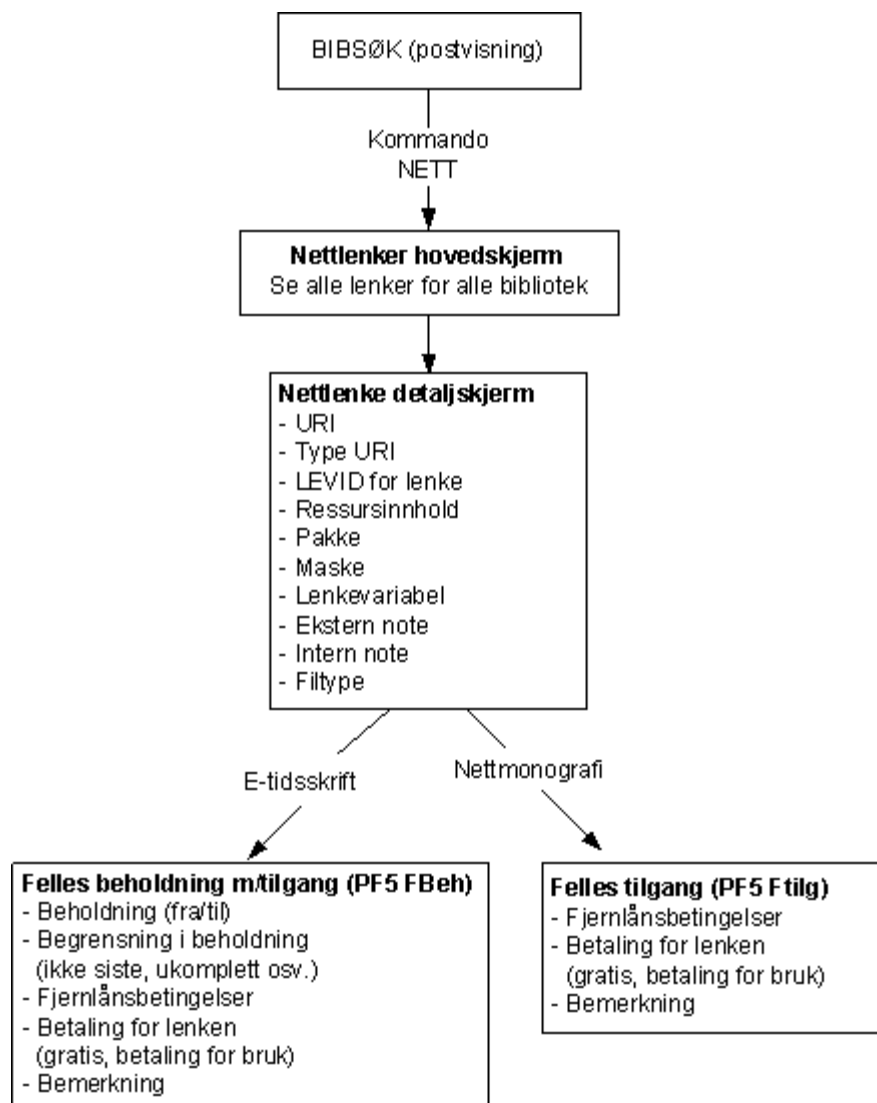 BIBSØK (postvisning)
Kommando
NETT
Nettlenker hovedskjerm
Se alle lenker for alle bibliotek
Nettlenke detaljskjerm
- URI
- Type URI
- LEVID for lenke
- Ressursinnhold
- Pakke
- Maske
- Lenkevariabel
- Ekstern note
- Intern note
- Filtype
E-tidsskrift
Nettmonografi
Felles beholdning m/tilgang (PF5 FBeh)
- Beholdning (fra/til)
- Begrensning i beholdning
(ikke siste, ukomplett osv.)
- Fjernlånsbetingelser
- Betaling for lenken
(gratis, betaling for bruk)
- Bemerkning
Felles tilgang (PF5 Ftilg)
- Fjernlånsbetingelser
- Betaling for lenken
(gratis, betaling for bruk)
- Bemerkning